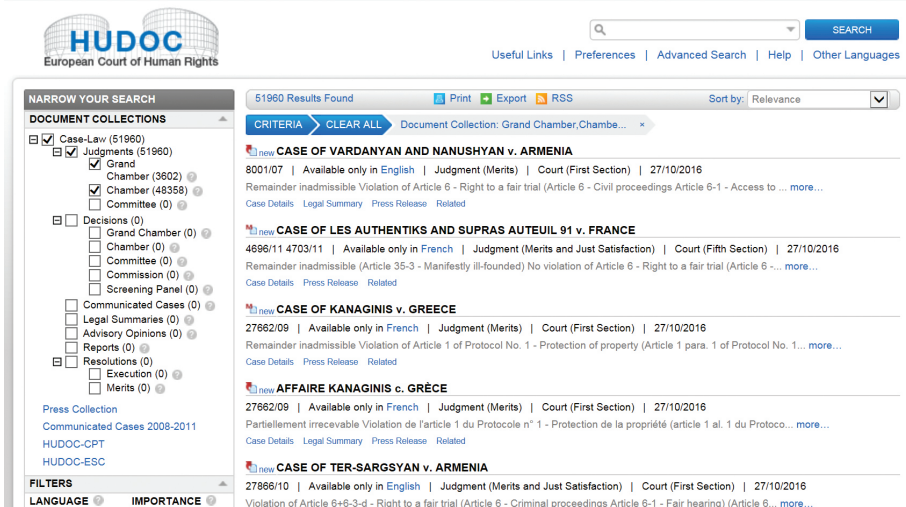 HUDOC
European Court of Human Rights
SEARCH
Useful Links | Preferences | Advanced Search | Help | Other Languages
NARROW YOUR SEARCH
DOCUMENT COLLECTIONS
Case-Law (51960)
Judgments (51960)
Grand
Chamber (3602)
Chamber (48358)
Committee (0)
Decisions (0)
Grand Chamber (0)
Chamber (0)
Committee (0)
Commission (0)
Screening Panel (0)
Communicated Cases (0)
Legal Summaries (0)
Advisory Opinions (0)
Reports (0)
Resolutions (0)
Execution (0)
Merits (0)
Press Collection
Communicated Cases 2008-2011
HUDOC-CPT
HUDOC-ESC
FILTERS
LANGUAGE IMPORTANCE
51960 Results Found Print Export RSS Sort by: Relevance
CRITERIA CLEAR ALL Document Collection: Grand Chamber,Chambe... ×
new CASE OF VARDANYAN AND NANUSHYAN v. ARMENIA
8001/07 | Available only in English | Judgment (Merits) | Court (First Section) | 27/10/2016
Remainder inadmissible Violation of Article 6 - Right to a fair trial (Article 6 - Civil proceedings Article 6-1 - Access to ... more…
Case Details Legal Summary Press Release Related
new CASE OF LES AUTHENTIKS AND SUPRAS AUTEUIL 91 v. FRANCE
4696/11 4703/11 | Available only in French | Judgment (Merits and Just Satisfaction) | Court (Fifth Section) | 27/10/2016
Remainder inadmissible (Article 35-3 - Manifestly ill-founded) No violation of Article 6 - Right to a fair trial (Article 6 -... more…
Case Details Press Release Related
new CASE OF KANAGINIS v. GREECE
27662/09 | Available only in French | Judgment (Merits) | Court (First Section) | 27/10/2016
Remainder inadmissible Violation of Article 1 of Protocol No. 1 - Protection of property (Article 1 para. 1 of Protocol No. 1... more…
Case Details Press Release Related
new AFFAIRE KANAGINIS c. GRÈCE
27662/09 | Available only in French | Judgment (Merits) | Court (First Section) | 27/10/2016
Partiellement irrecevable Violation de l'article 1 du Protocole n° 1 - Protection de la propriété (article 1 al. 1 du Protoco... more…
Case Details Legal Summary Press Release Related
new CASE OF TER-SARGSYAN v. ARMENIA
27866/10 | Available only in English | Judgment (Merits and Just Satisfaction) | Court (First Section) | 27/10/2016
Violation of Article 6+6-3-d - Right to a fair trial (Article 6 - Criminal proceedings Article 6-1 - Fair hearing) (Article 6... more…